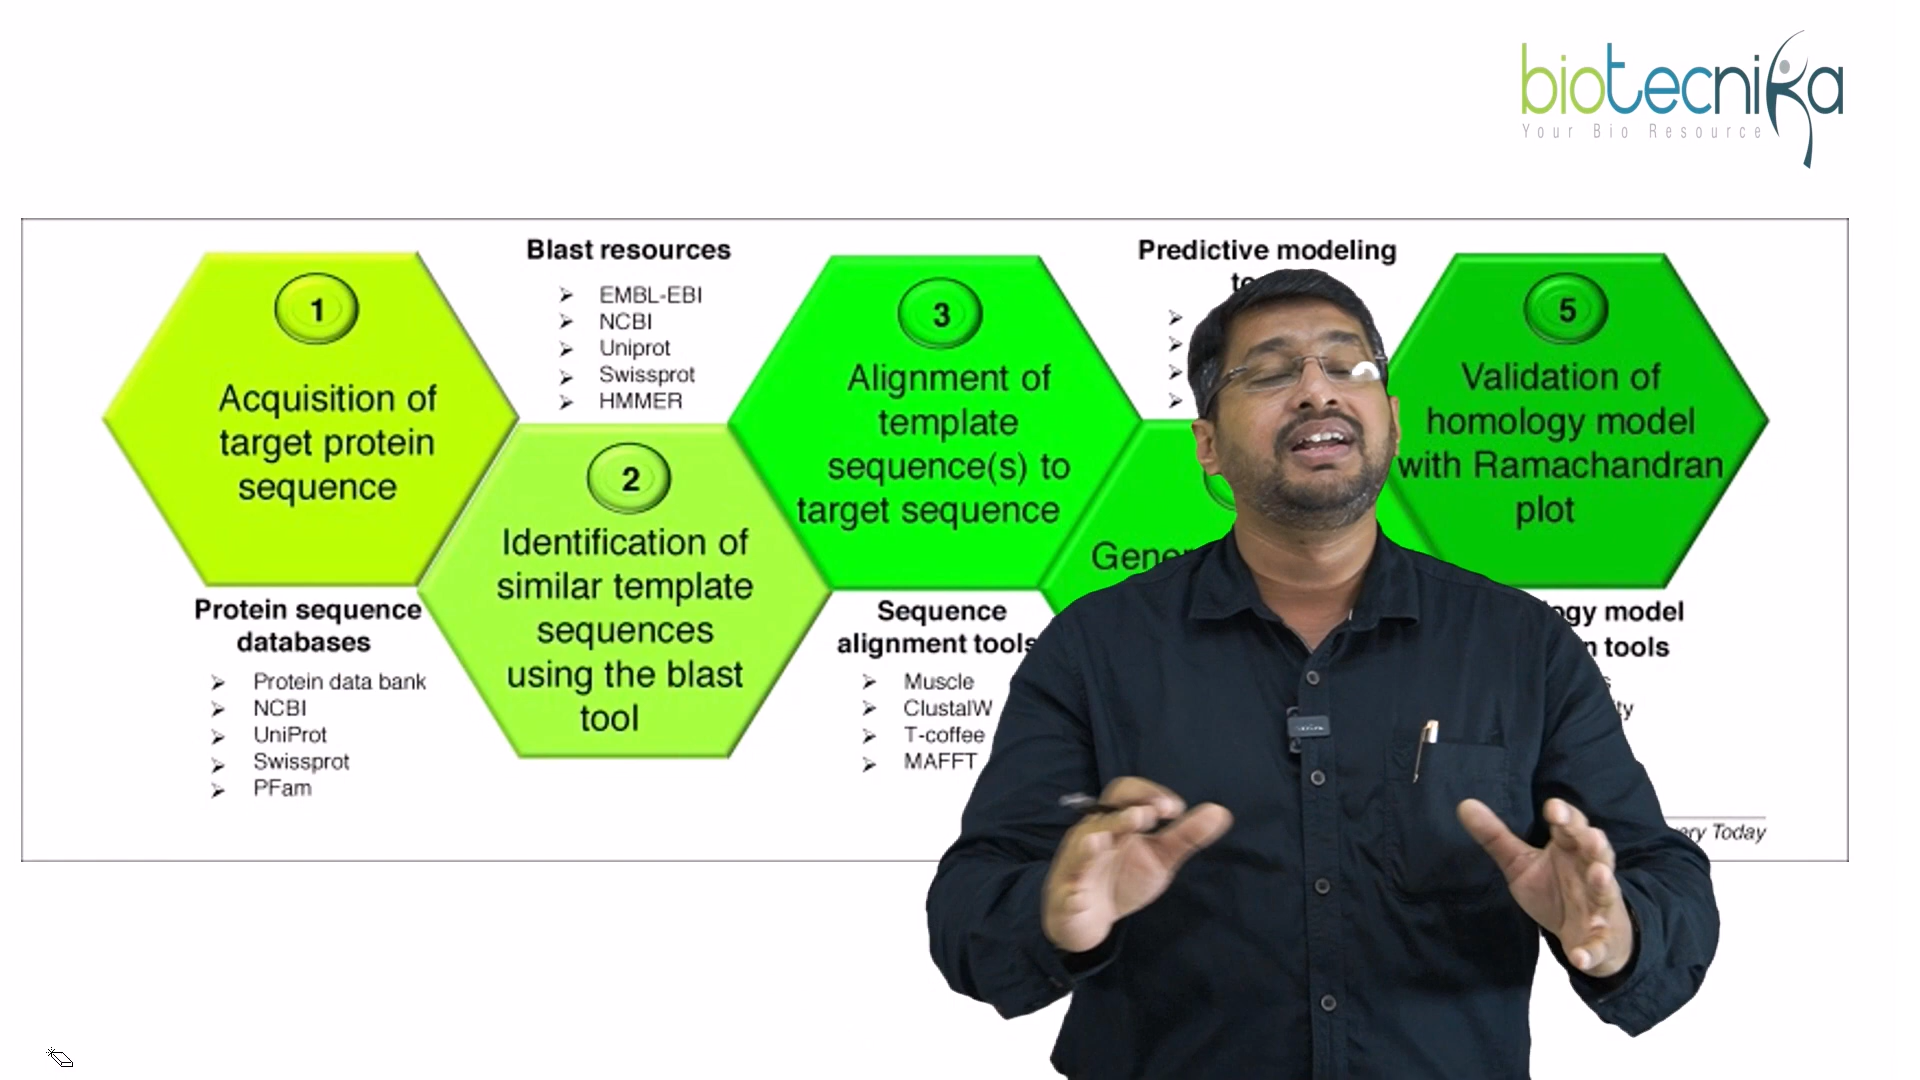 biotecnika
Your Bio Resource
1
Acquisition of
target protein
sequence
Protein sequence
databases
Protein data bank
NCBI
UniProt
Swissprot
PFam
Blast resources
EMBL-EBI
NCBI
Uniprot
Swissprot
HMMER
2
Identification of
similar template
sequences
using the blast
tool
3
Alignment of
template
sequence(s) to
target sequence
Sequence
alignment tools
Muscle
ClustalW
T-coffee
MAFFT
Predictive modeling
5
Validation of
homology model
with Ramachandran
plot
model
tools
Today